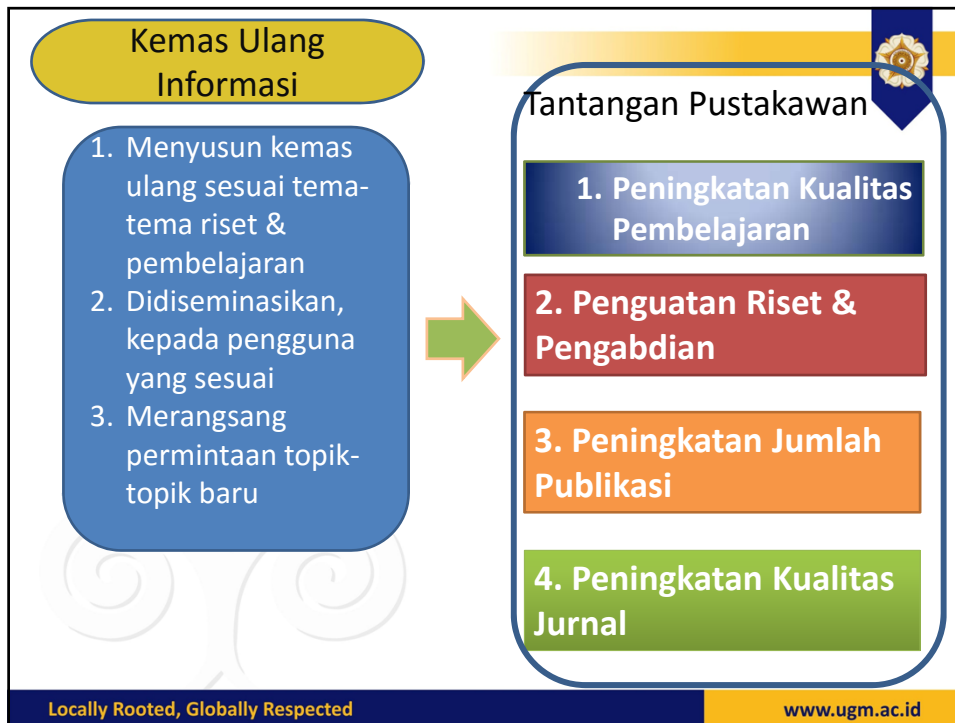 Kemas Ulang
Informasi
1. Menyusun kemas
ulang sesuai tema-
tema riset &
pembelajaran
2. Didiseminasikan,
kepada pengguna
yang sesuai
3. Merangsang
permintaan topik-
topik baru
Tantangan Pustakawan
1. Peningkatan Kualitas
Pembelajaran
2. Penguatan Riset &
Pengabdian
3. Peningkatan Jumlah
Publikasi
4. Peningkatan Kualitas
Jurnal
Locally Rooted, Globally Respected
www.ugm.ac.id